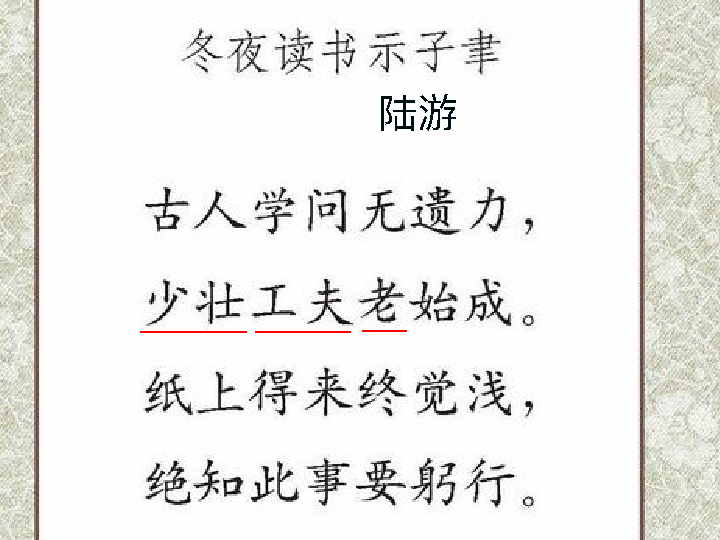 冬夜读书示子聿
陆游
古人学问无遗力，
少壮工夫老始成。
纸上得来终觉浅，
绝知此事要躬行。